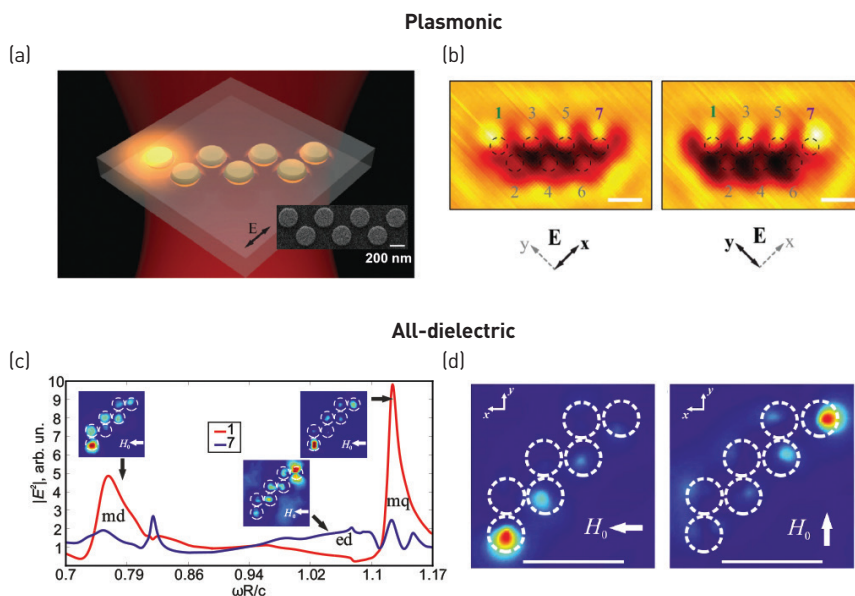 Plasmonic
(a)
E
200 nm
(b)
1
3
5
7
2
4
6
y
E
x
1
3
5
7
2
4
6
y
E
x
All-dielectric
(c)
|E²|, arb. un.
10
9
8
7
6
5
4
3
2
1
0.7 0.79 0.86 0.94 1.02 1.1 1.17
ωR/c
1
7
H₀
H₀
H₀
md
ed
mq
(d)
y
x
H₀
y
x
H₀